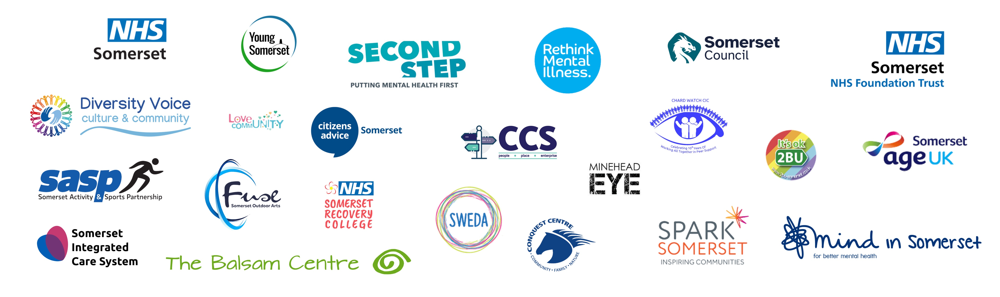 NHS
Somerset
Young
Somerset
SECOND
STEP
PUTTING MENTAL HEALTH FIRST
Rethink
Mental
Illness.
Somerset
Council
NHS
Somerset
NHS Foundation Trust
Diversity Voice
culture & community
Love
COMMUNITY
citizens
advice
Somerset
CCS
people • place • enterprise
CHARD WATCH CIC
Celebrating 10+ Years Of
Working All Together in Peer Support
It's ok
2BU
www.2bu-somerset.co.uk
Somerset
age UK
sasp
Somerset Activity & Sports Partnership
Fuse
Somerset Outdoor Arts
NHS
SOMERSET
RECOVERY
COLLEGE
MINEHEAD
EYE
SWEDA
CONQUEST CENTRE
• COMMUNITY • FAMILY • NATURE
SPARK
SOMERSET
INSPIRING COMMUNITIES
mind in Somerset
for better mental health
Somerset
Integrated
Care System
The Balsam Centre